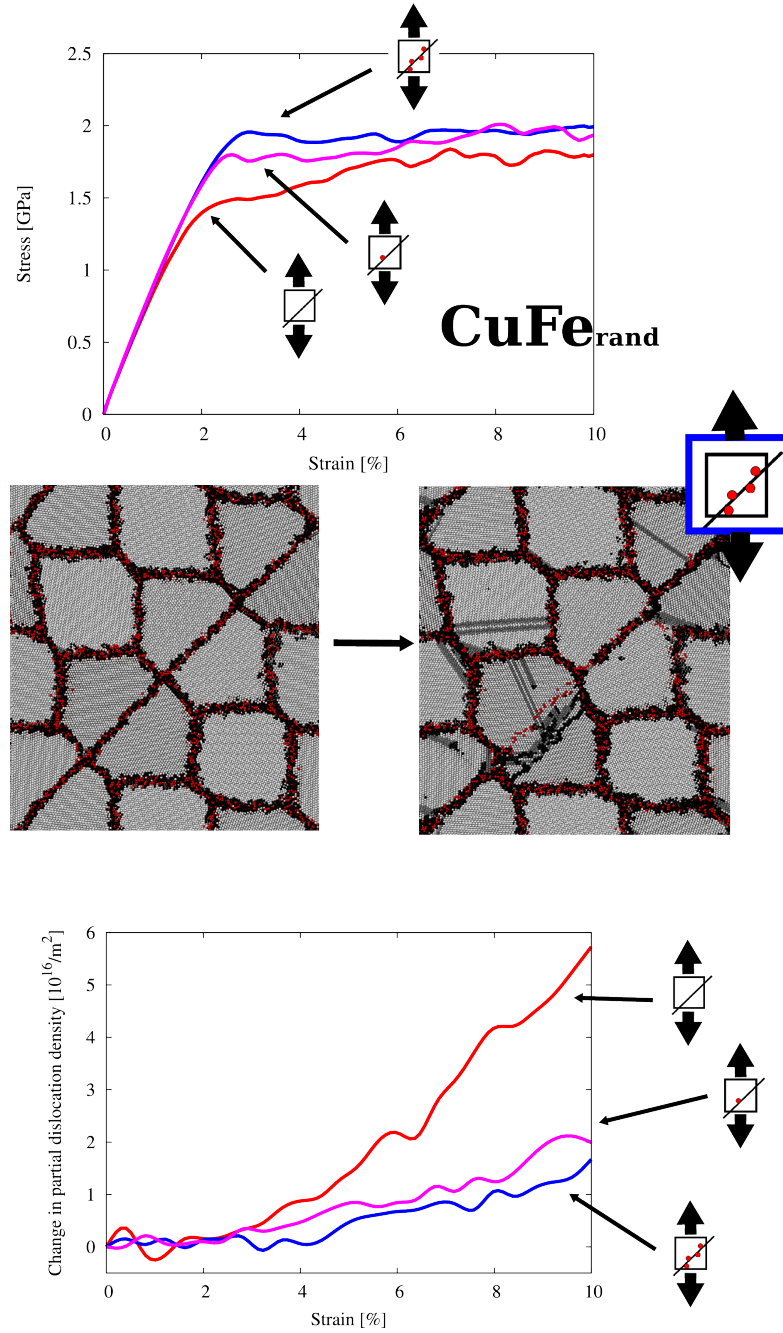 2.5
2
1.5
1
0.5
0
Stress [GPa]
0 2 4 6 8 10
Strain [%]
CuFerand
6
5
4
3
2
1
0
Change in partial dislocation density [10^16/m^2]
0 2 4 6 8 10
Strain [%]